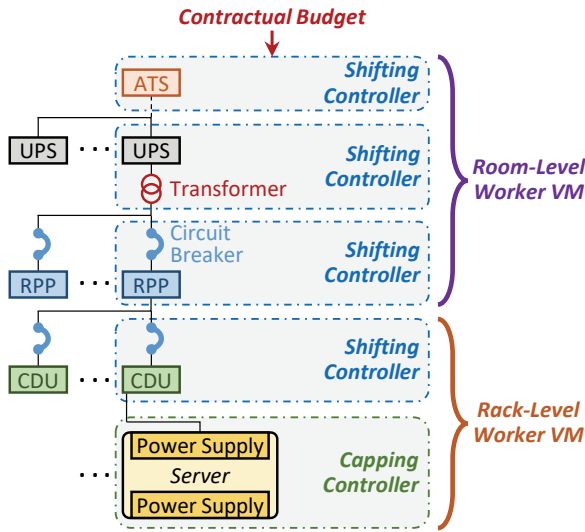 Contractual Budget
ATS
Shifting
Controller
UPS
...
UPS
Shifting
Controller
Transformer
Room-Level
Worker VM
Circuit
Breaker
Shifting
Controller
RPP
...
RPP
Shifting
Controller
CDU
...
CDU
Rack-Level
Worker VM
Power Supply
Server
Capping
Controller
...
Power Supply